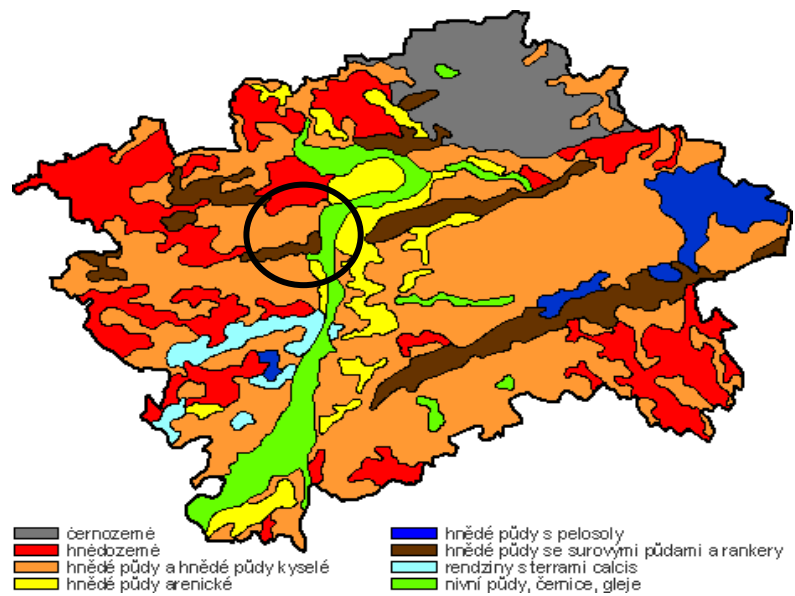 černozemě
hnědozemě
hnědé půdy a hnědé půdy kyselé
hnědé půdy arenické
hnědé půdy s pelosoly
hnědé půdy se surovými půdami a rankery
rendziny s terrami calcis
nivní půdy, černice, gleje